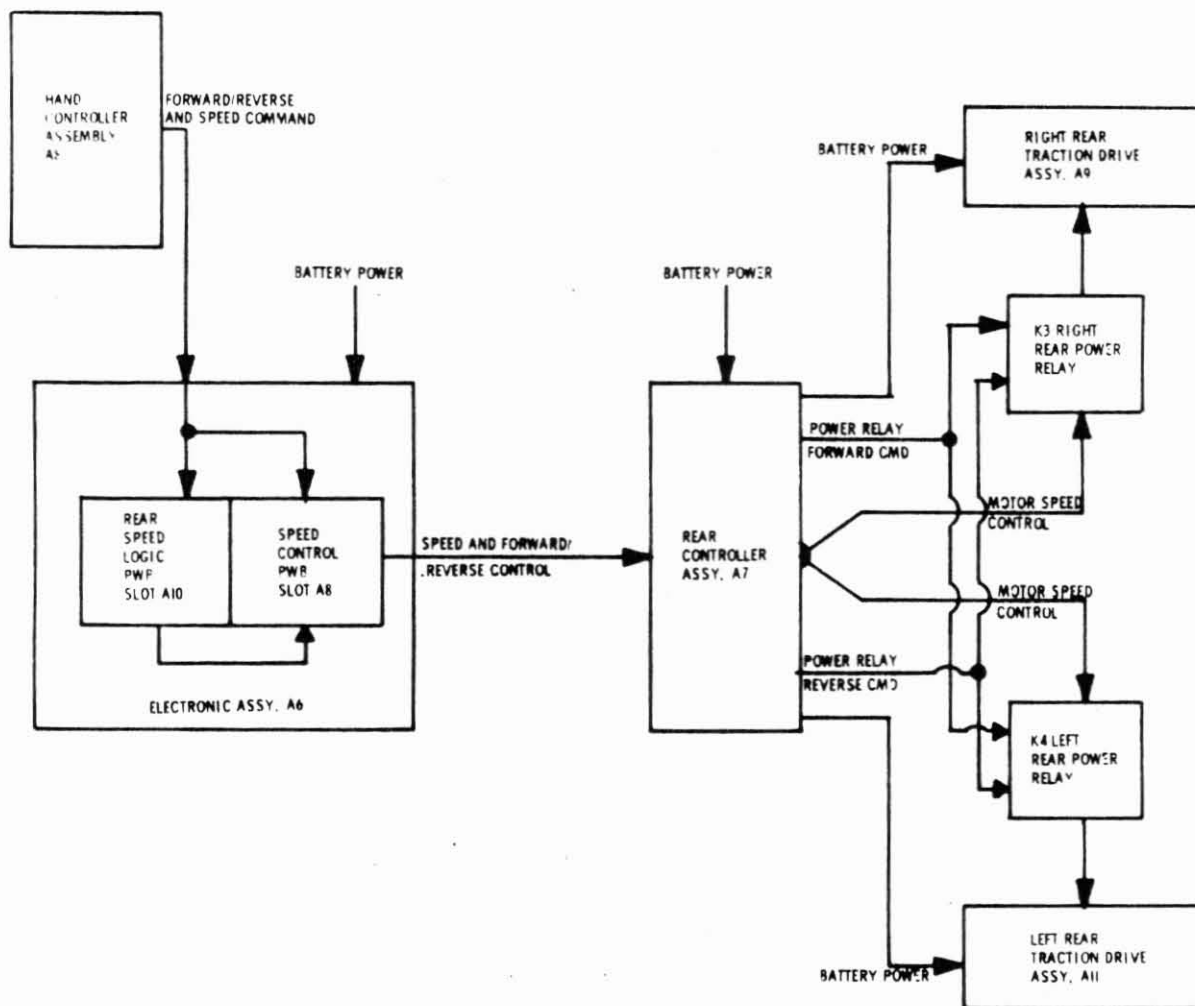 HAND
CONTROLLER
ASSEMBLY
FORWARD/REVERSE
AND SPEED COMMAND
BATTERY POWER
REAR
SPEED
LOGIC
PWF
SLOT A10
SPEED
CONTROL
PWB
SLOT A8
ELECTRONIC ASSY, A6
SPEED AND FORWARD/
REVERSE CONTROL
BATTERY POWER
REAR
CONTROLLER
ASSY, A7
BATTERY POWER
RIGHT REAR
TRACTION DRIVE
ASSY, A9
K3 RIGHT
REAR POWER
RELAY
POWER RELAY
FORWARD CMD
MOTOR SPEED
CONTROL
MOTOR SPEED
CONTROL
POWER RELAY
REVERSE CMD
K4 LEFT
REAR POWER
RELAY
BATTERY POWER
LEFT REAR
TRACTION DRIVE
ASSY, A11